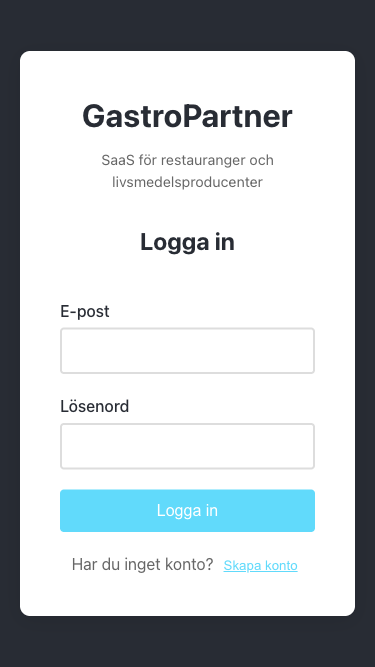 GastroPartner
SaaS för restauranger och
livsmedelsproducenter
Logga in
E-post
Lösenord
Logga in
Har du inget konto? Skapa konto